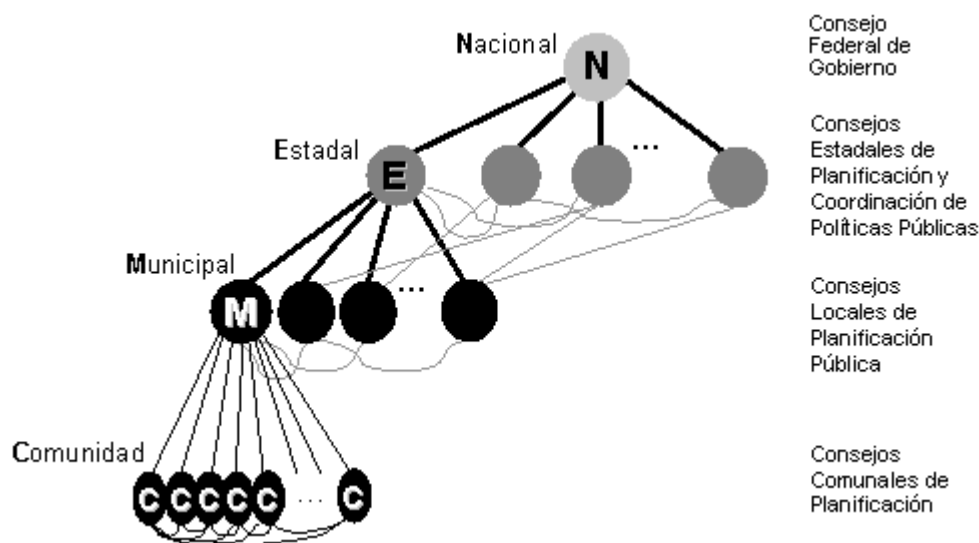 Nacional
N
Consejo
Federal de
Gobierno
Estadal
E
...
Consejos
Estadales de
Planificación y
Coordinación de
Políticas Públicas
Municipal
M
...
Consejos
Locales de
Planificación
Pública
Comunidad
C C C C C ... C
Consejos
Comunales de
Planificación